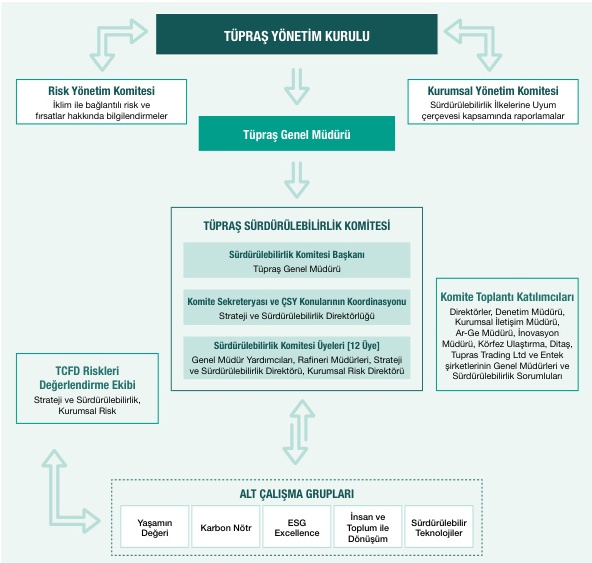 TÜPRAŞ YÖNETİM KURULU
Risk Yönetim Komitesi
İklim ile bağlantılı risk ve
fırsatlar hakkında bilgilendirmeler
Kurumsal Yönetim Komitesi
Sürdürülebilirlik İlkelerine Uyum
çerçevesi kapsamında raporlamalar
Tüpraş Genel Müdürü
TÜPRAŞ SÜRDÜRÜLEBİLİRLİK KOMİTESİ
Sürdürülebilirlik Komitesi Başkanı
Tüpraş Genel Müdürü
Komite Sekreteryası ve ÇSY Konularının Koordinasyonu
Strateji ve Sürdürülebilirlik Direktörlüğü
Sürdürülebilirlik Komitesi Üyeleri [12 Üye]
Genel Müdür Yardımcıları, Rafineri Müdürleri, Strateji
ve Sürdürülebilirlik Direktörü, Kurumsal Risk Direktörü
Komite Toplantı Katılımcıları
Direktörler, Denetim Müdürü,
Kurumsal İletişim Müdürü,
Ar-Ge Müdürü, İnovasyon
Müdürü, Körfez Ulaştırma, Ditaş,
Tupras Trading Ltd ve Entek
şirketlerinin Genel Müdürleri ve
Sürdürülebilirlik Sorumluları
TCFD Riskleri
Değerlendirme Ekibi
Strateji ve Sürdürülebilirlik,
Kurumsal Risk
ALT ÇALIŞMA GRUPLARI
Yaşamın
Değeri
Karbon Nötr
ESG
Excellence
İnsan ve
Toplum ile
Dönüşüm
Sürdürülebilir
Teknolojiler